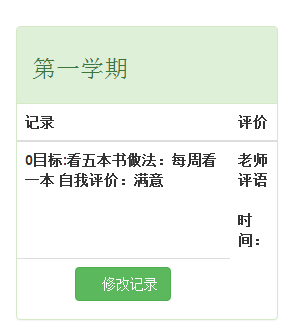 第一学期
记录 评价
0目标:看五本书做法：每周看
一本 自我评价：满意
老师
评语
时
间：
修改记录